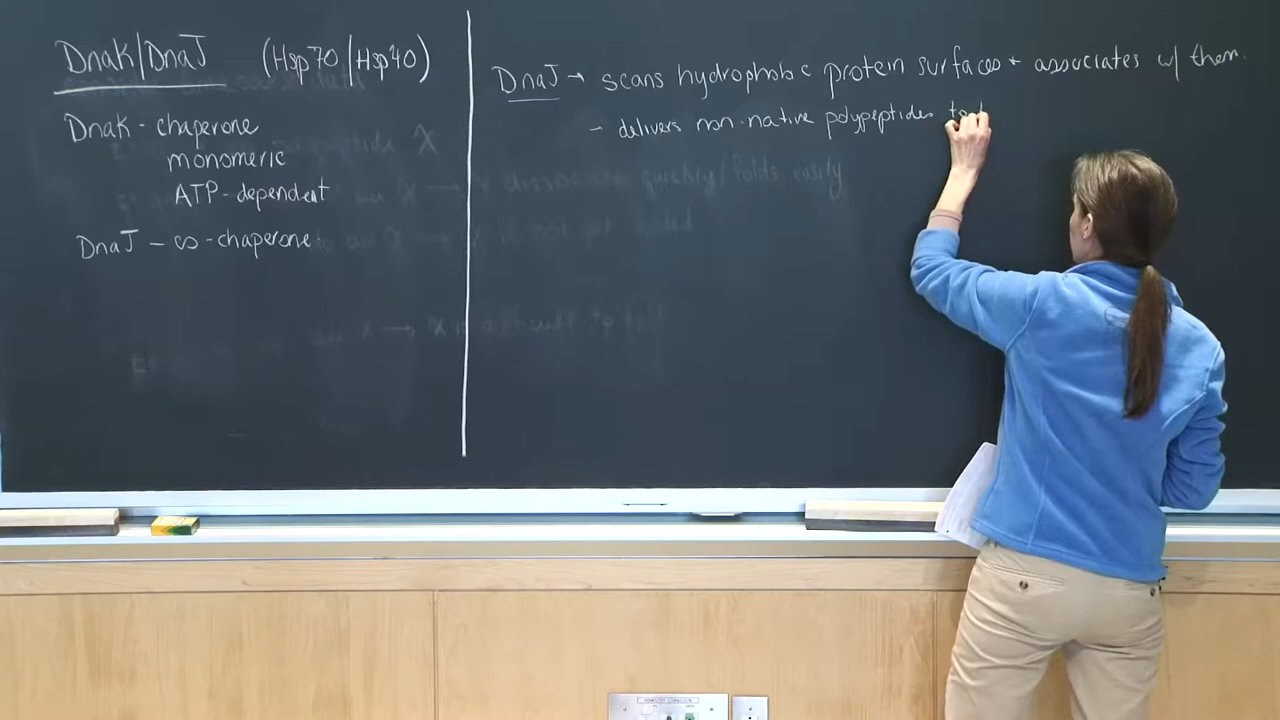 DnaK/DnaJ (Hsp70/Hsp40)
DnaK - chaperone
monomeric
ATP-dependent
DnaJ - co-chaperone
DnaJ → scans hydrophobic protein surfaces + associates w/ them.
- delivers non-native polypeptides to